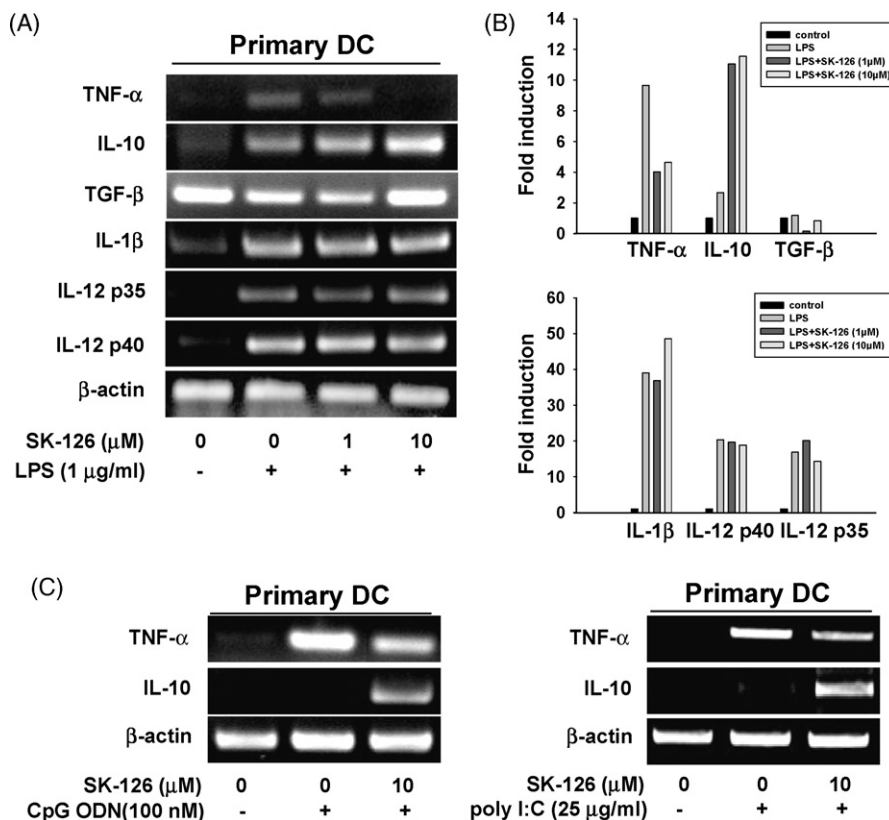 (A)
Primary DC
TNF-α
IL-10
TGF-β
IL-1β
IL-12 p35
IL-12 p40
β-actin
SK-126 (μM) 0 0 1 10
LPS (1 μg/ml) - + + +
(B)
control
LPS
LPS+SK-126 (1μM)
LPS+SK-126 (10μM)
Fold induction
14
12
10
8
6
4
2
0
TNF-α IL-10 TGF-β
control
LPS
LPS+SK-126 (1μM)
LPS+SK-126 (10μM)
Fold induction
60
50
40
30
20
10
0
IL-1β IL-12 p40 IL-12 p35
(C)
Primary DC
TNF-α
IL-10
β-actin
SK-126 (μM) 0 0 10
CpG ODN(100 nM) - + +
Primary DC
TNF-α
IL-10
β-actin
SK-126 (μM) 0 0 10
poly I:C (25 μg/ml) - + +